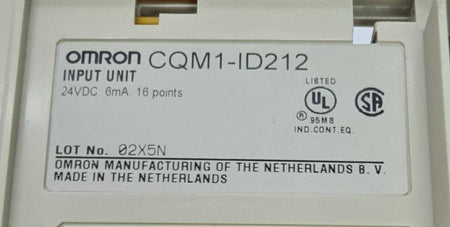 OMRON CQM1-ID212
INPUT UNIT
24VDC. 6mA. 16 points
LISTED
UL
SA
® 95M8
IND.CONT.EQ.
LOT No. 02X5N
OMRON MANUFACTURING OF THE NETHERLANDS B. V.
MADE IN THE NETHERLANDS